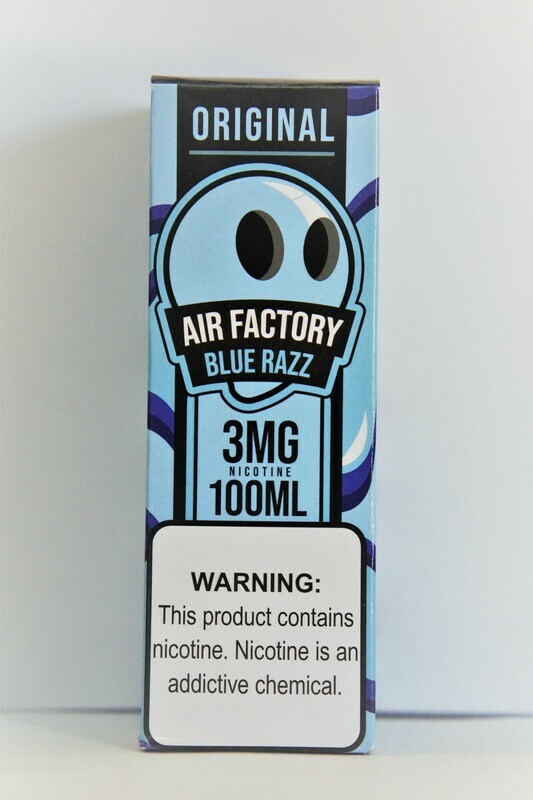 ORIGINAL
AIR FACTORY
BLUE RAZZ
3MG
NICOTINE
100ML
WARNING:
This product contains
nicotine. Nicotine is an
addictive chemical.